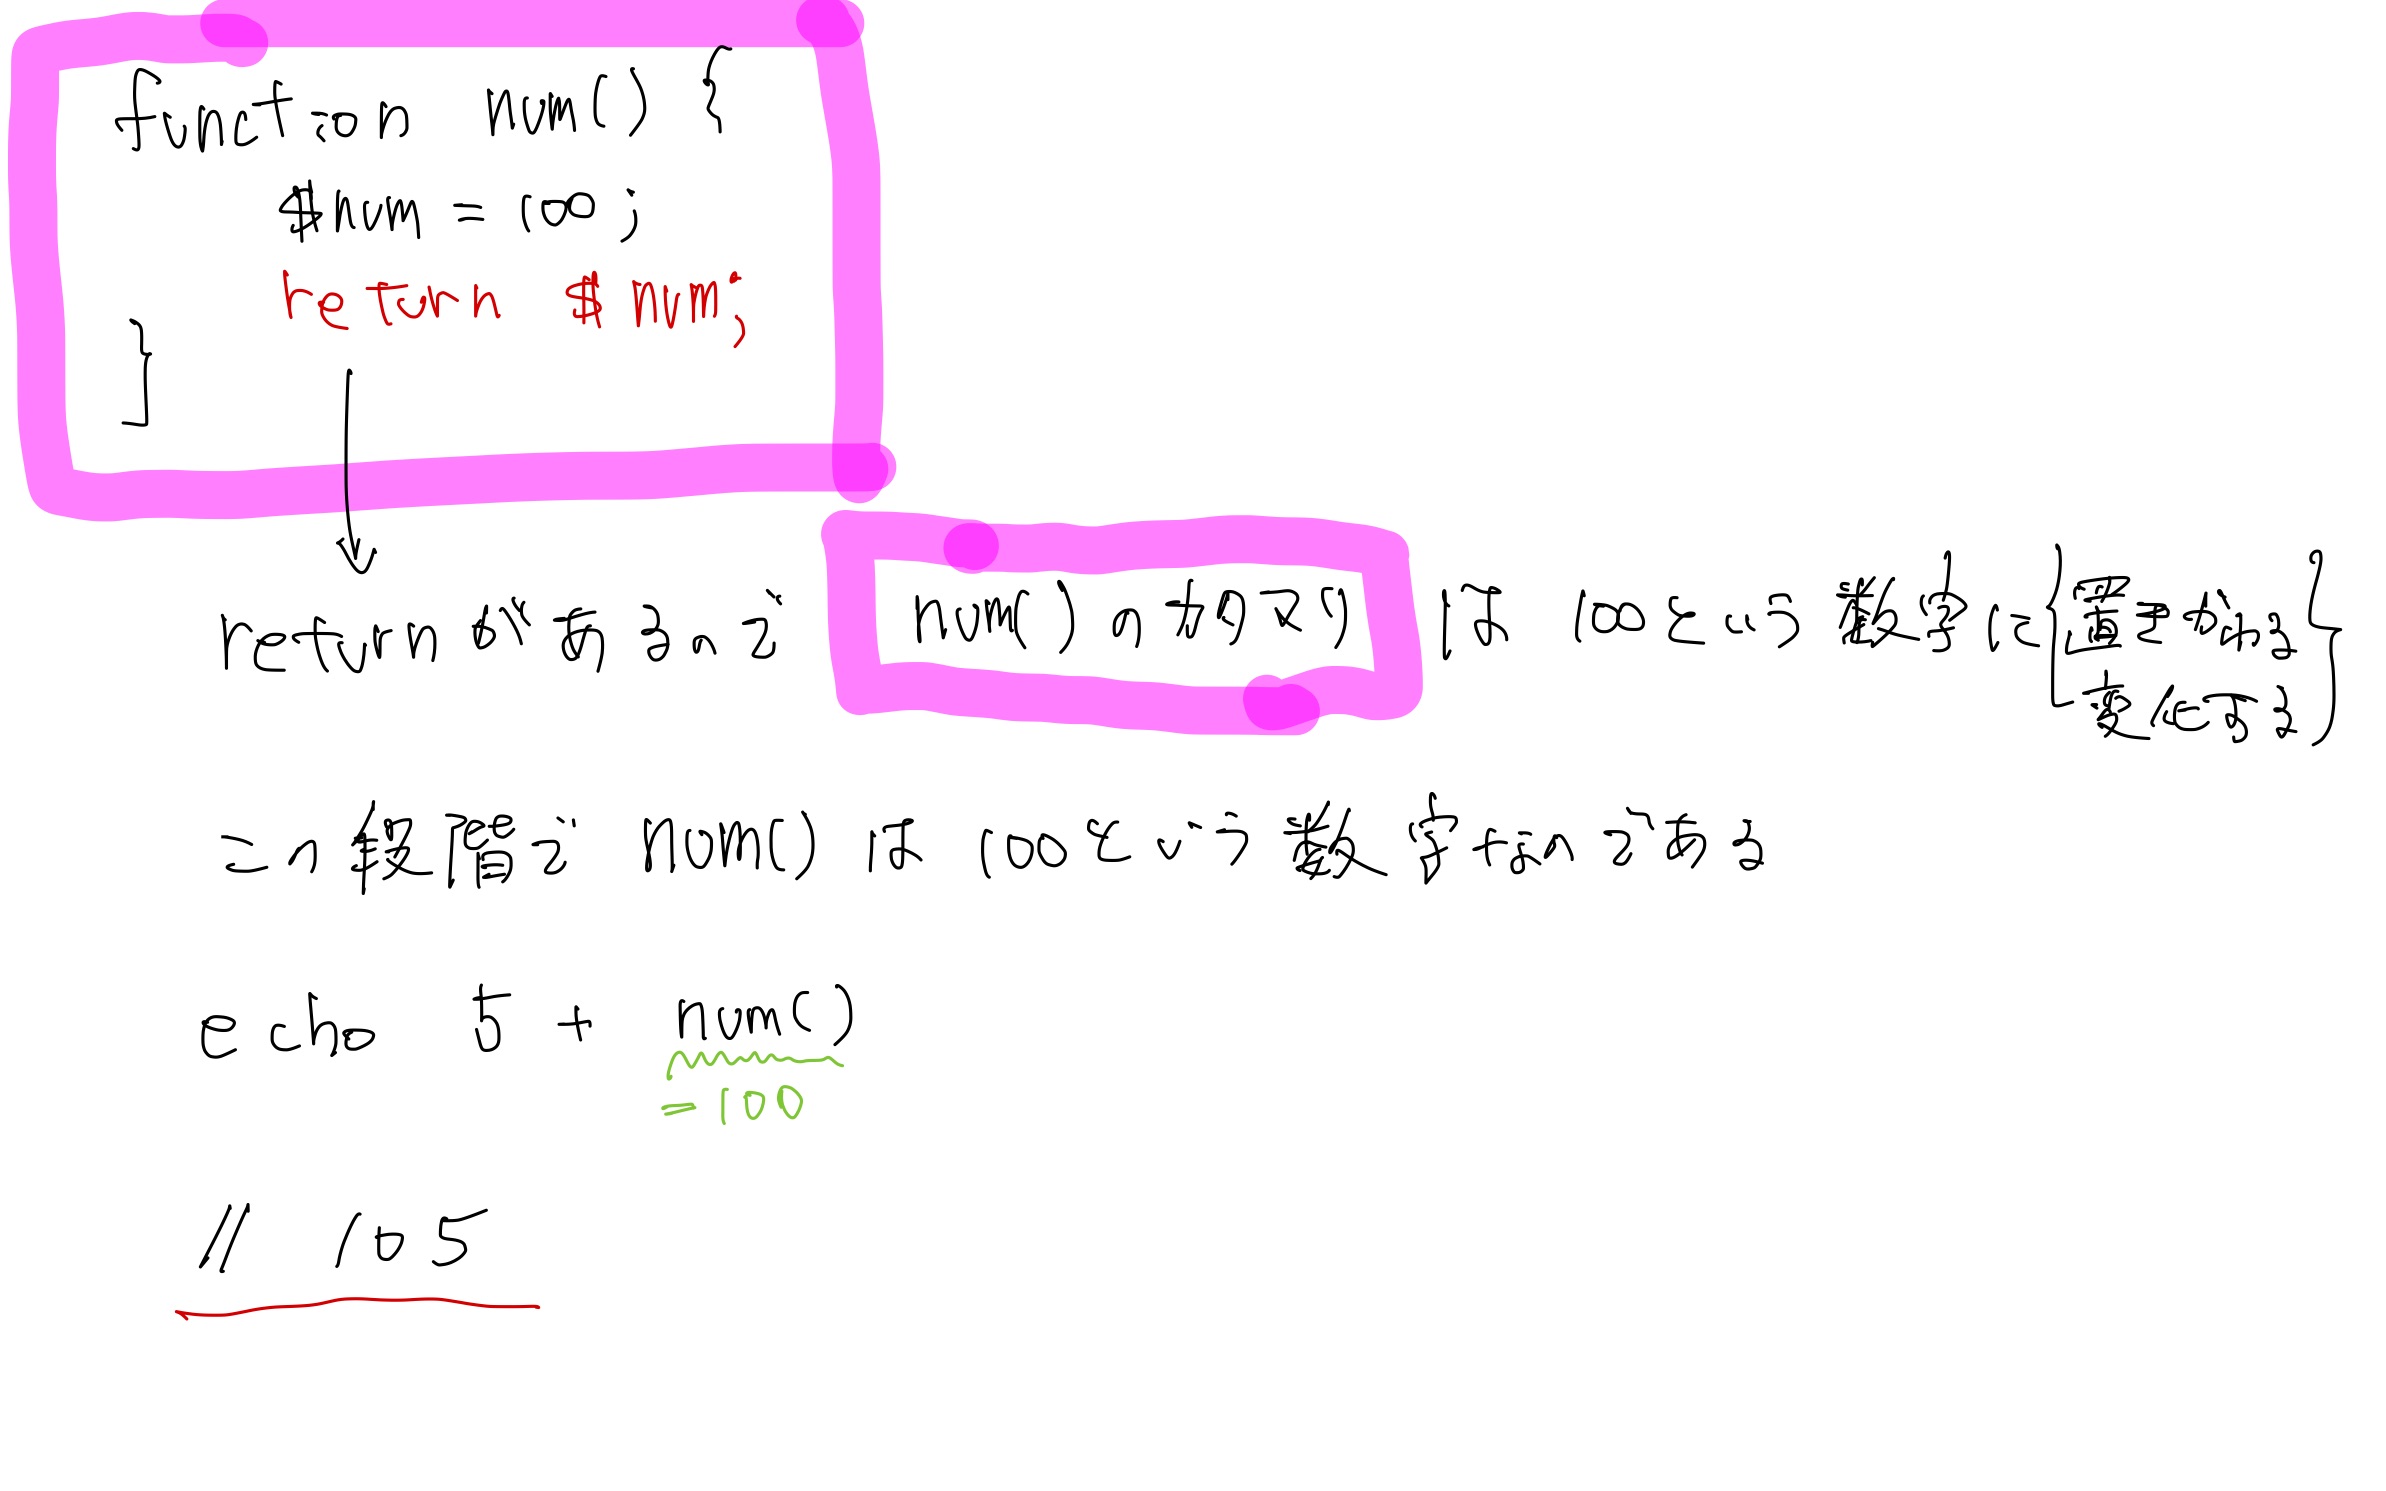 function num() {
$num = 100;
return $num;
}
returnがあるので num()のカタマリ は 100という数字に{置き換わる
変化する}
この段階で num() は 100という数字なのである
echo 5 + num()
=100
// 105